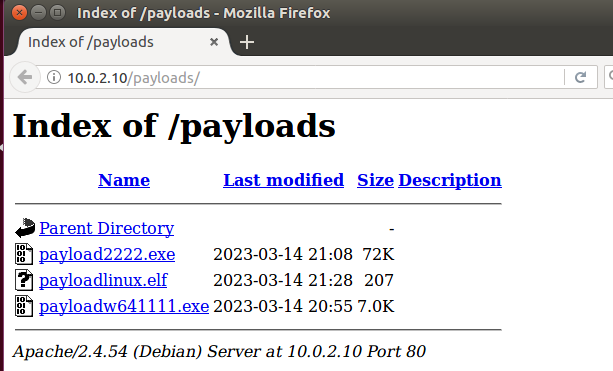 Index of /payloads - Mozilla Firefox
Index of /payloads
10.0.2.10/payloads/
Index of /payloads
Name Last modified Size Description
Parent Directory -
payload2222.exe 2023-03-14 21:08 72K
payloadlinux.elf 2023-03-14 21:28 207
payloadw641111.exe 2023-03-14 20:55 7.0K
Apache/2.4.54 (Debian) Server at 10.0.2.10 Port 80